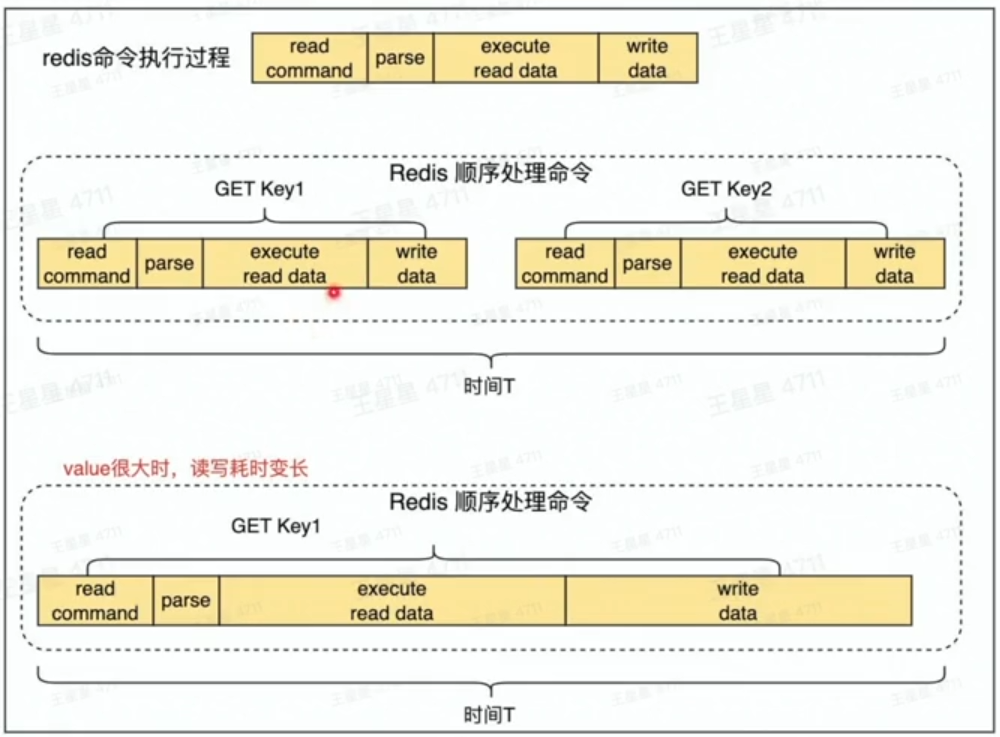 redis命令执行过程
read command
parse
execute read data
write data
Redis 顺序处理命令
GET Key1
GET Key2
read command
parse
execute read data
write data
read command
parse
execute read data
write data
时间T
value很大时，读写耗时变长
Redis 顺序处理命令
GET Key1
read command
parse
execute read data
write data
时间T
王星星 4711